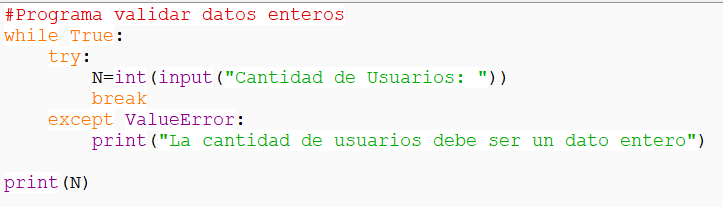 #Programa validar datos enteros
while True:
    try:
        N=int(input("Cantidad de Usuarios: "))
        break
    except ValueError:
        print("La cantidad de usuarios debe ser un dato entero")

print(N)